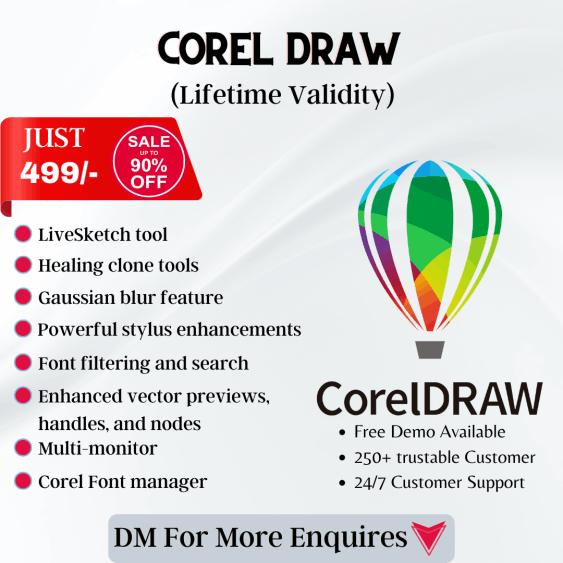 COREL DRAW
(Lifetime Validity)
JUST
499/-
SALE
UP TO
90%
OFF
LiveSketch tool
Healing clone tools
Gaussian blur feature
Powerful stylus enhancements
Font filtering and search
Enhanced vector previews,
handles, and nodes
Multi-monitor
Corel Font manager
CorelDRAW
Free Demo Available
250+ trustable Customer
24/7 Customer Support
DM For More Enquires